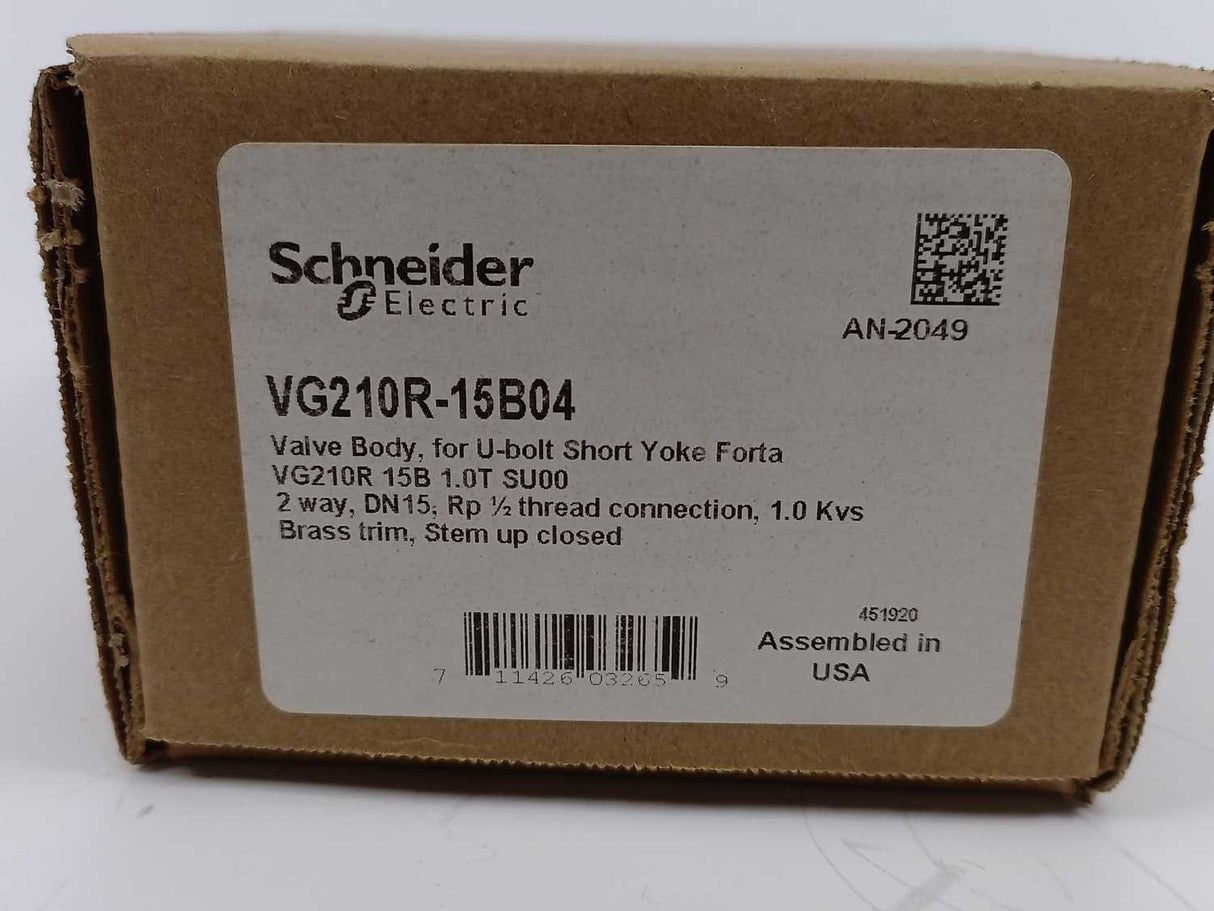 Schneider
Electric
AN-2049
VG210R-15B04
Valve Body, for U-bolt Short Yoke Forta
VG210R 15B 1.0T SU00
2 way, DN15, Rp ½ thread connection, 1.0 Kvs
Brass trim, Stem up closed
451920
Assembled in
USA
7 11426 03265 9